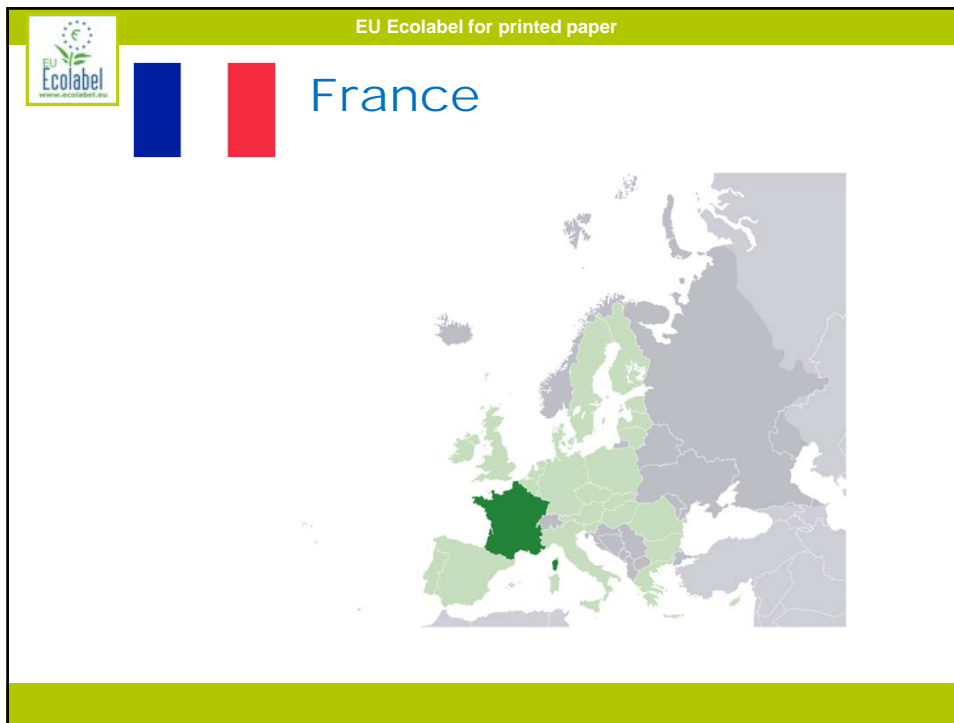 EU Ecolabel for printed paper
€
EU
Ecolabel
www.ecolabel.eu
France